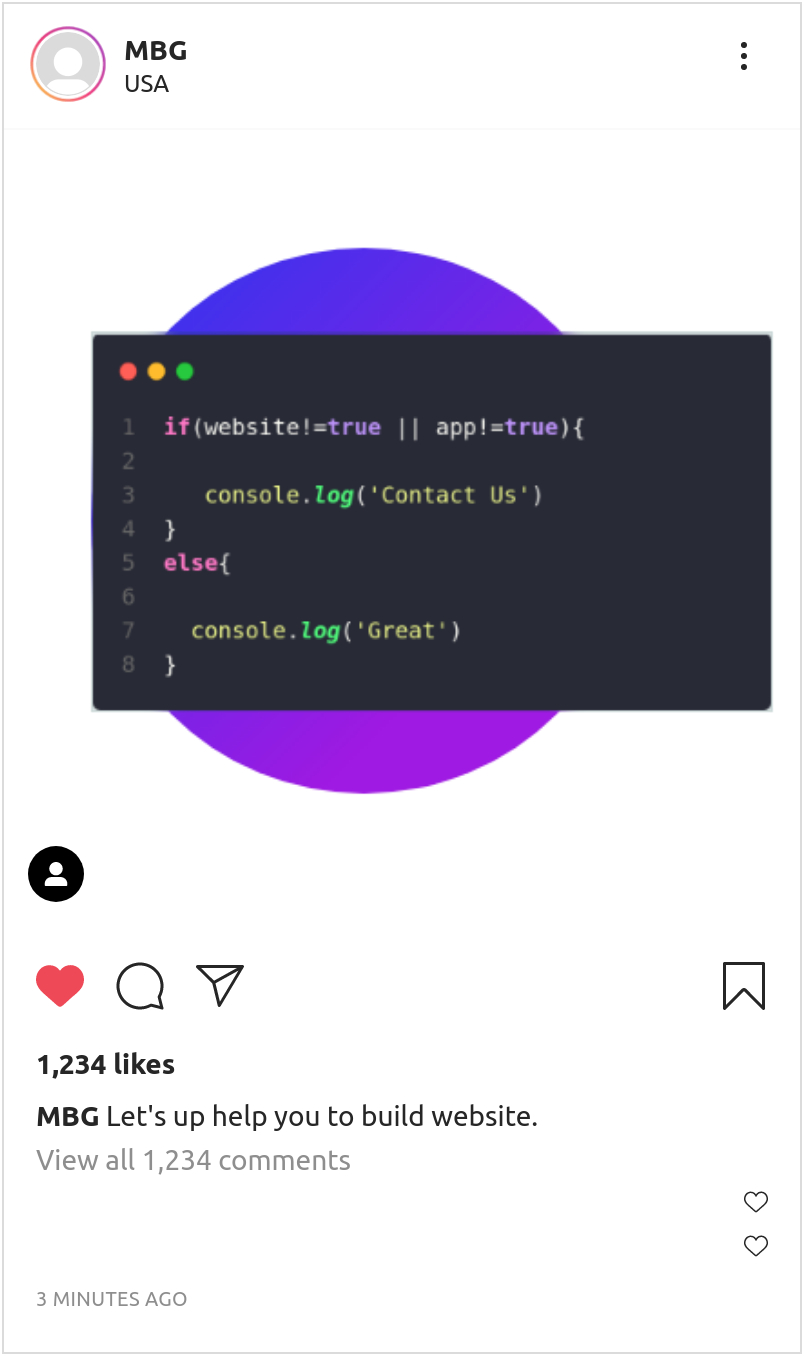 MBG
USA
1 if(website!=true || app!=true){
2
3 console.log('Contact Us')
4 }
5 else{
6
7 console.log('Great')
8 }
1,234 likes
MBG Let's up help you to build website.
View all 1,234 comments
3 MINUTES AGO